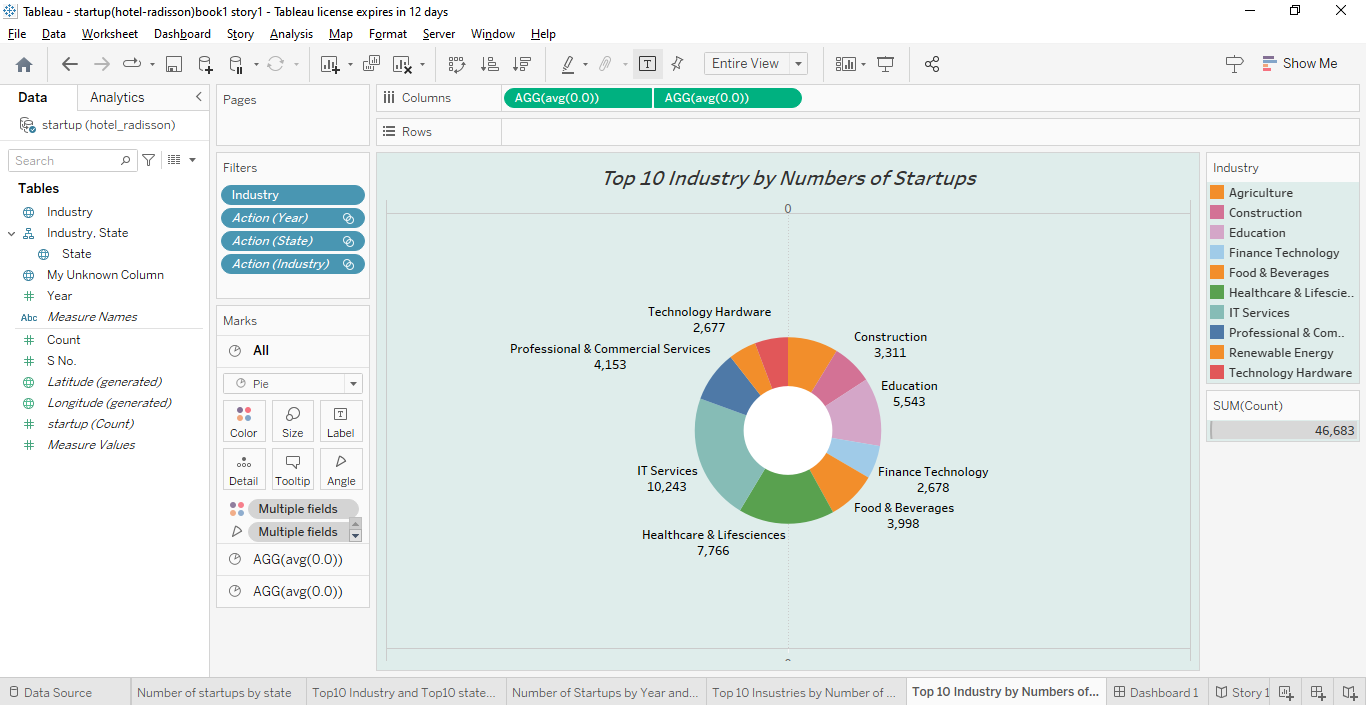 Tableau - startup(hotel-radisson)book1 story1 - Tableau license expires in 12 days
File Data Worksheet Dashboard Story Analysis Map Format Server Window Help
Entire View
Show Me
Data Analytics
startup (hotel_radisson)
Search
Tables
Industry
Industry, State
State
My Unknown Column
# Year
Abc Measure Names
# Count
# S No.
Latitude (generated)
Longitude (generated)
# startup (Count)
# Measure Values
Pages
Filters
Industry
Action (Year)
Action (State)
Action (Industry)
Marks
All
Pie
Color Size Label
Detail Tooltip Angle
Multiple fields
Multiple fields
AGG(avg(0.0))
AGG(avg(0.0))
Columns AGG(avg(0.0)) AGG(avg(0.0))
Rows
Top 10 Industry by Numbers of Startups
0
Technology Hardware
2,677
Construction
3,311
Professional & Commercial Services
4,153
Education
5,543
IT Services
10,243
Finance Technology
2,678
Food & Beverages
3,998
Healthcare & Lifesciences
7,766
Industry
Agriculture
Construction
Education
Finance Technology
Food & Beverages
Healthcare & Lifescie..
IT Services
Professional & Com..
Renewable Energy
Technology Hardware
SUM(Count)
46,683
Data Source Number of startups by state Top10 Industry and Top10 state... Number of Startups by Year and... Top 10 Insustries by Number of ... Top 10 Industry by Numbers of... Dashboard 1 Story 1